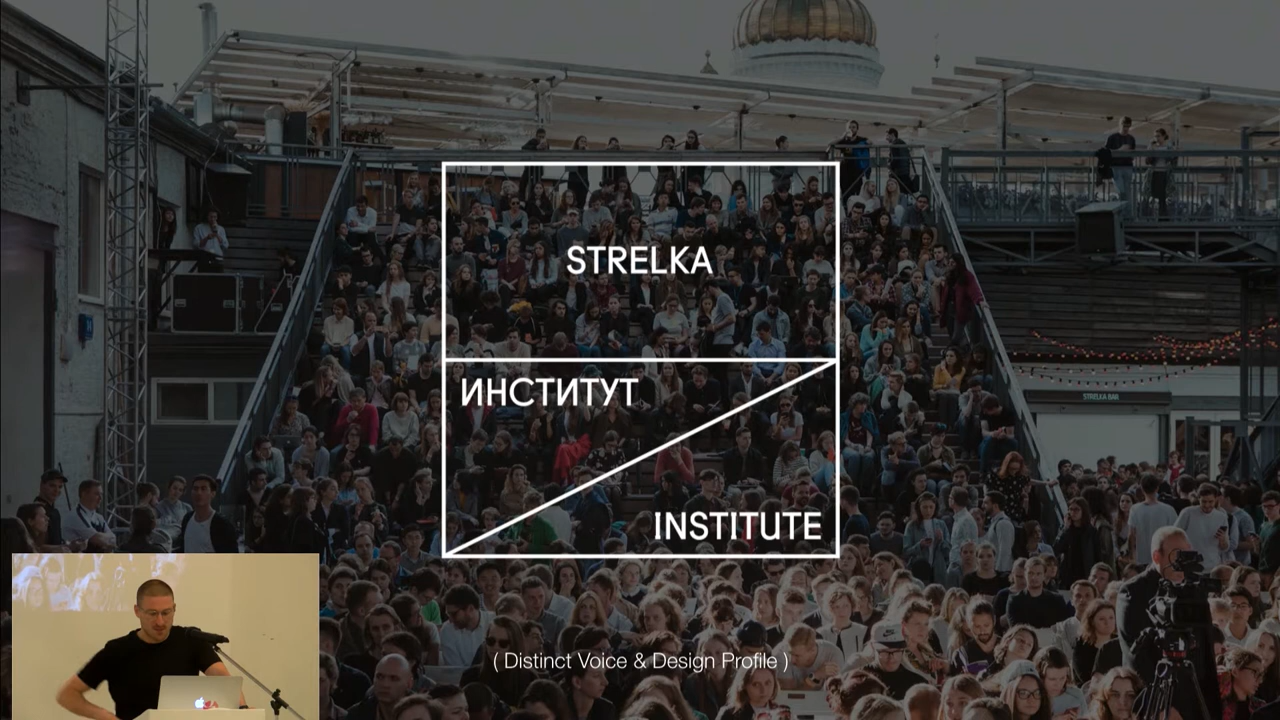 STRELKA
ИНСТИТУТ
STRELKA BAR
INSTITUTE
( Distinct Voice & Design Profile )